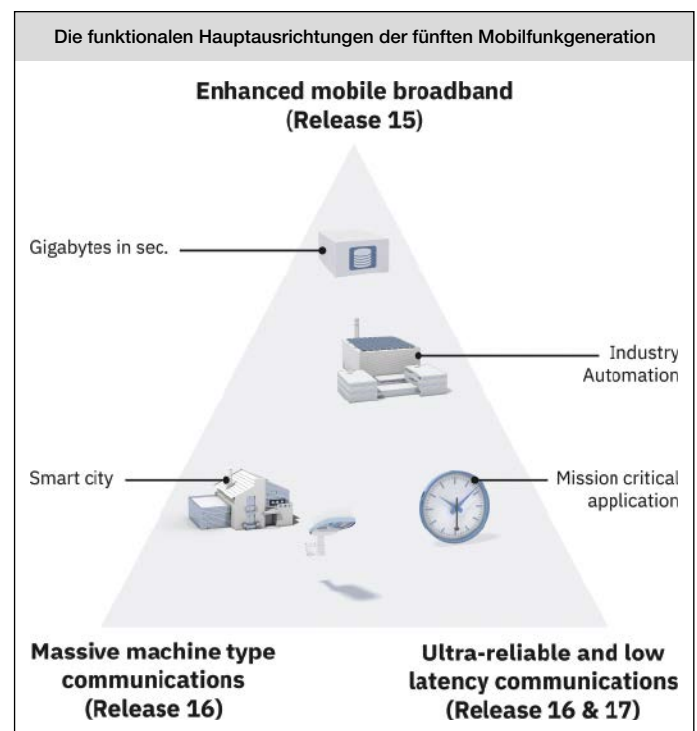 Die funktionalen Hauptausrichtungen der fünften Mobilfunkgeneration
Enhanced mobile broadband
(Release 15)
Gigabytes in sec.
Industry
Automation
Smart city
Mission critical
application
Massive machine type
communications
(Release 16)
Ultra-reliable and low
latency communications
(Release 16 & 17)